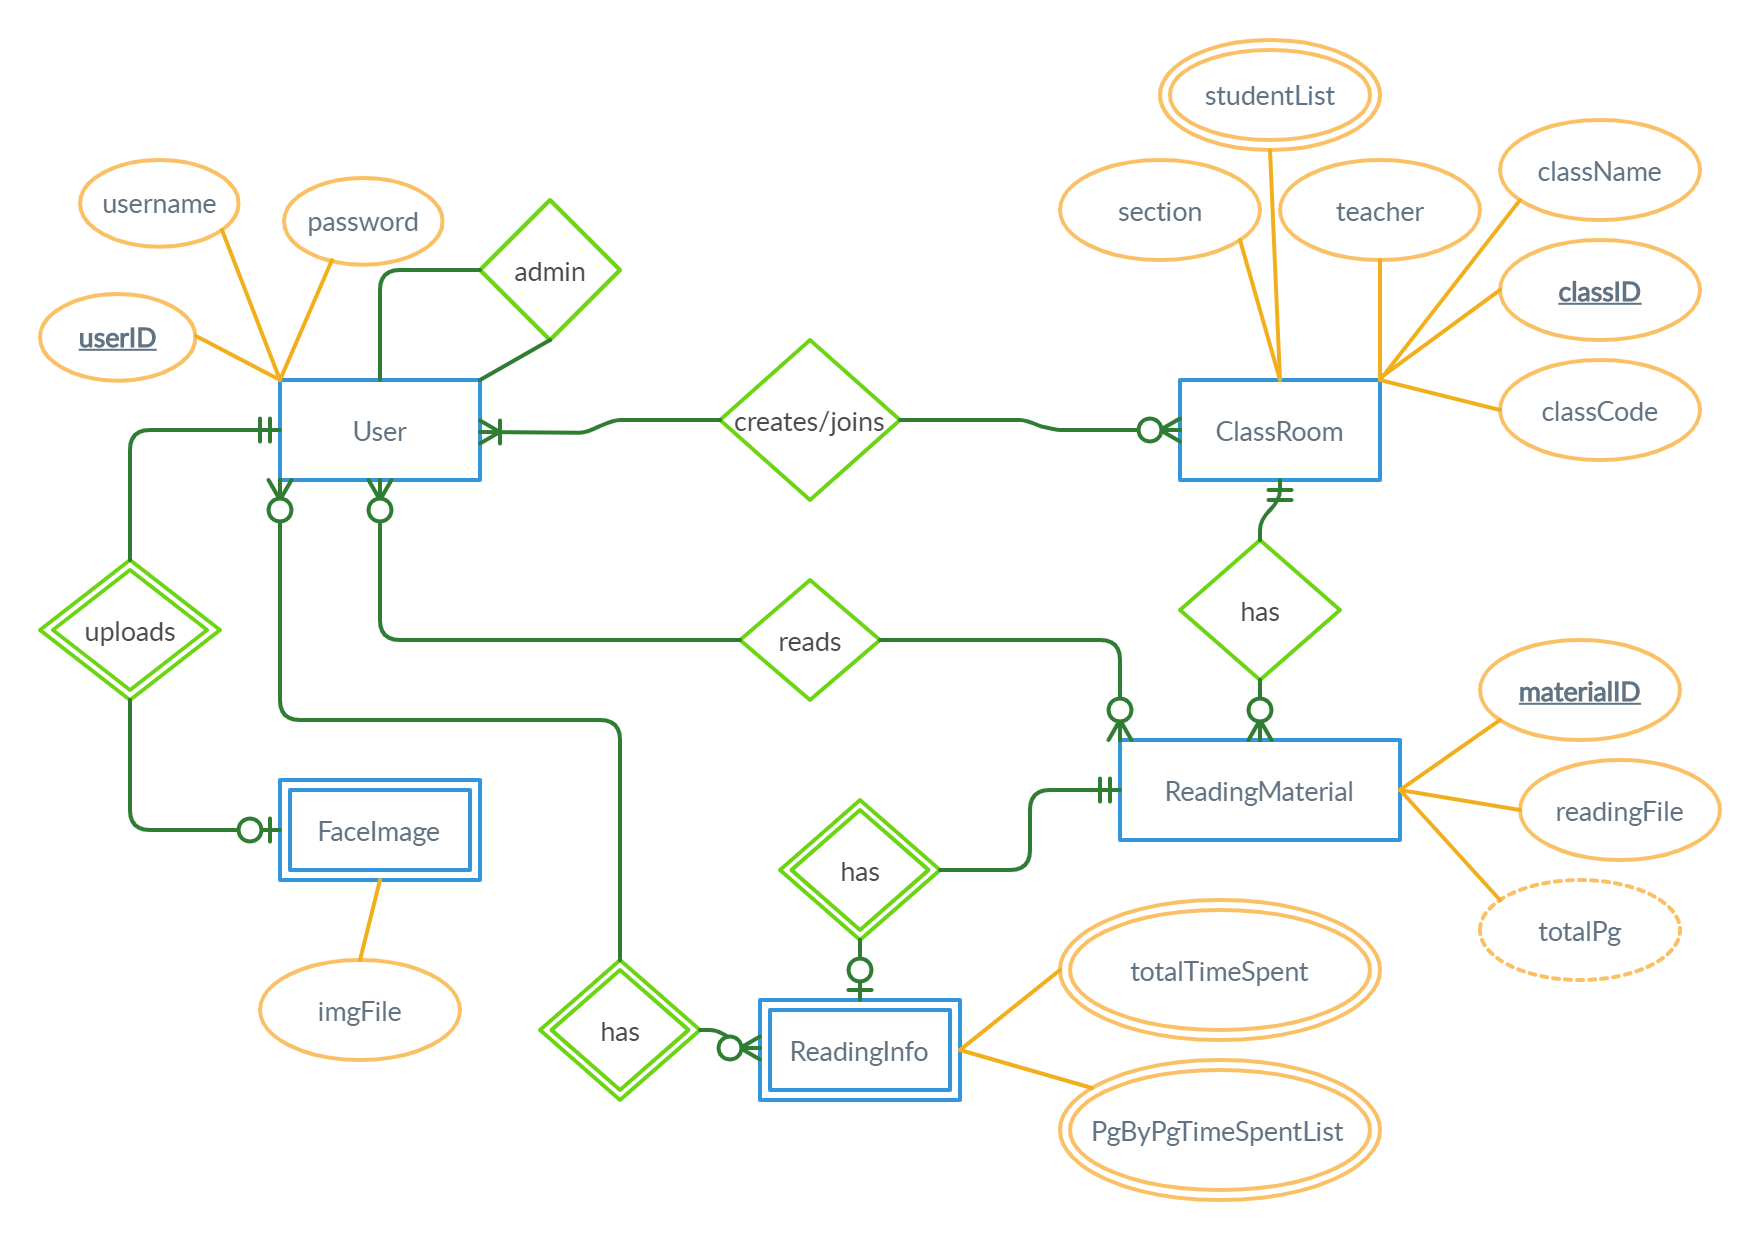 studentList
className
username
password
section
teacher
admin
classID
userID
User
creates/joins
ClassRoom
classCode
uploads
reads
has
materialID
ReadingMaterial
readingFile
FaceImage
has
totalPg
totalTimeSpent
imgFile
has
ReadingInfo
PgByPgTimeSpentList